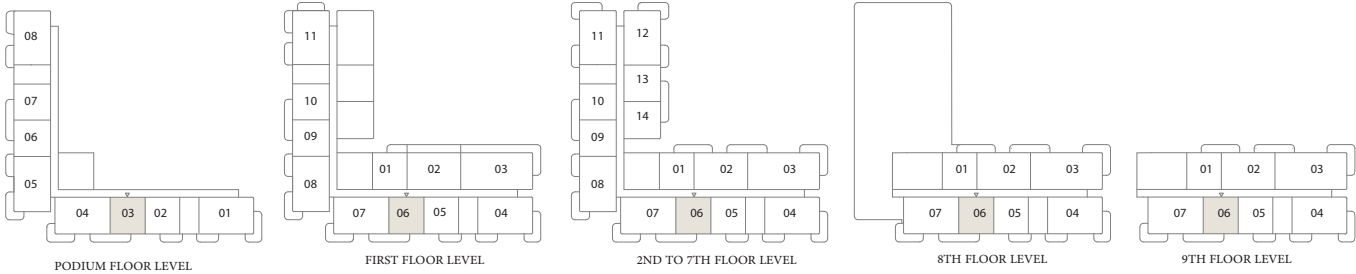 08
07
06
05
04 03 02 01
PODIUM FLOOR LEVEL
11
10
09
08
01 02 03
07 06 05 04
FIRST FLOOR LEVEL
11 12
13
10
14
09
01 02 03
08
07 06 05 04
2ND TO 7TH FLOOR LEVEL
01 02 03
07 06 05 04
8TH FLOOR LEVEL
01 02 03
07 06 05 04
9TH FLOOR LEVEL